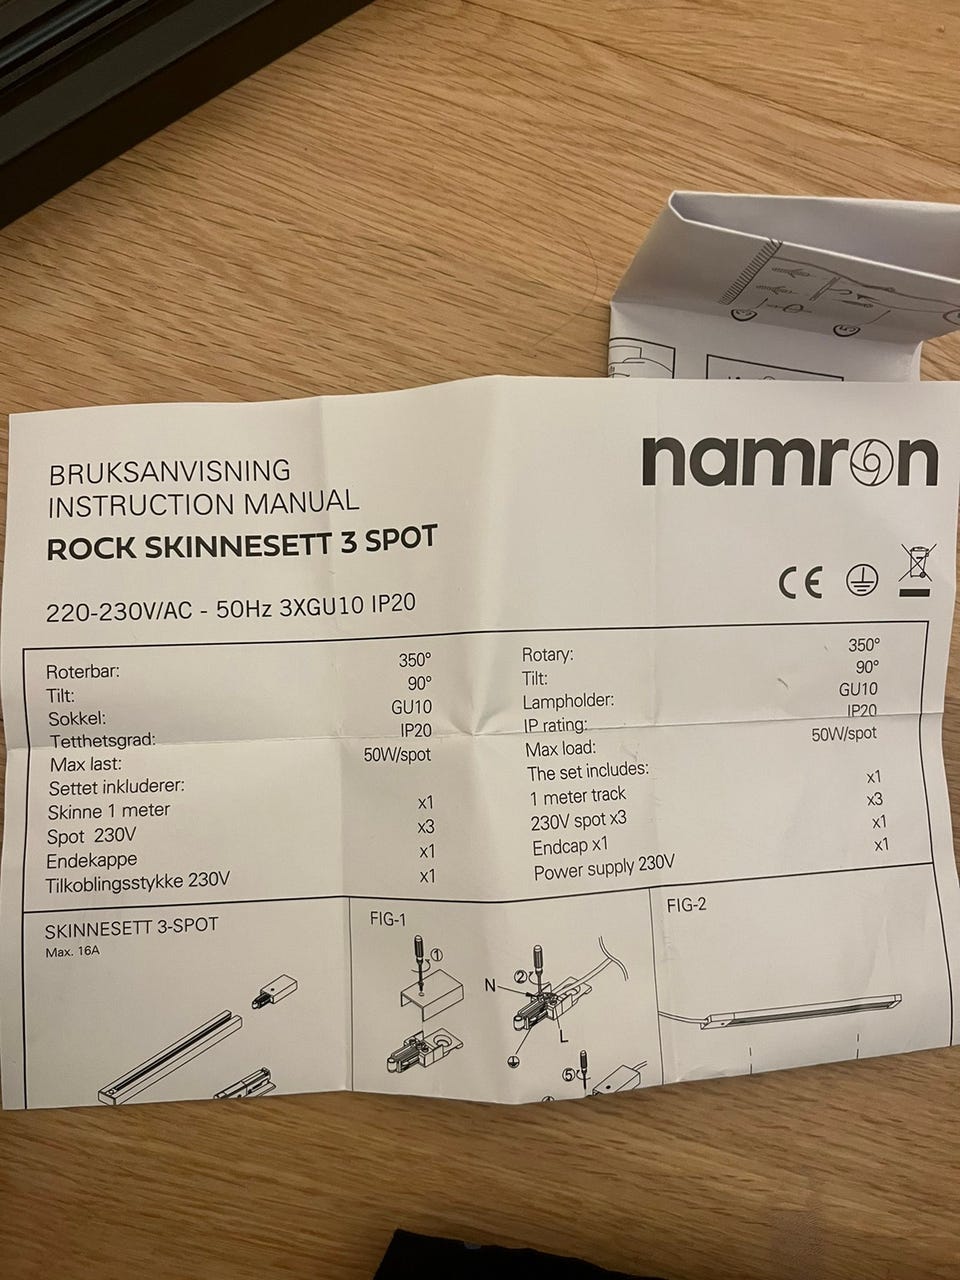 namron
BRUKSANVISNING
INSTRUCTION MANUAL
ROCK SKINNESETT 3 SPOT
CE
220-230V/AC - 50Hz 3XGU10 IP20
Roterbar: 350°
Tilt: 90°
Sokkel: GU10
Tetthetsgrad: IP20
Max last: 50W/spot
Settet inkluderer:
Skinne 1 meter x1
Spot 230V x3
Endekappe x1
Tilkoblingsstykke 230V x1
Rotary: 350°
Tilt: 90°
Lampholder: GU10
IP rating: IP20
Max load: 50W/spot
The set includes:
1 meter track x1
230V spot x3 x3
Endcap x1 x1
Power supply 230V x1
SKINNESETT 3-SPOT
Max. 16A
FIG-1
①
②
N
L
⑤
FIG-2